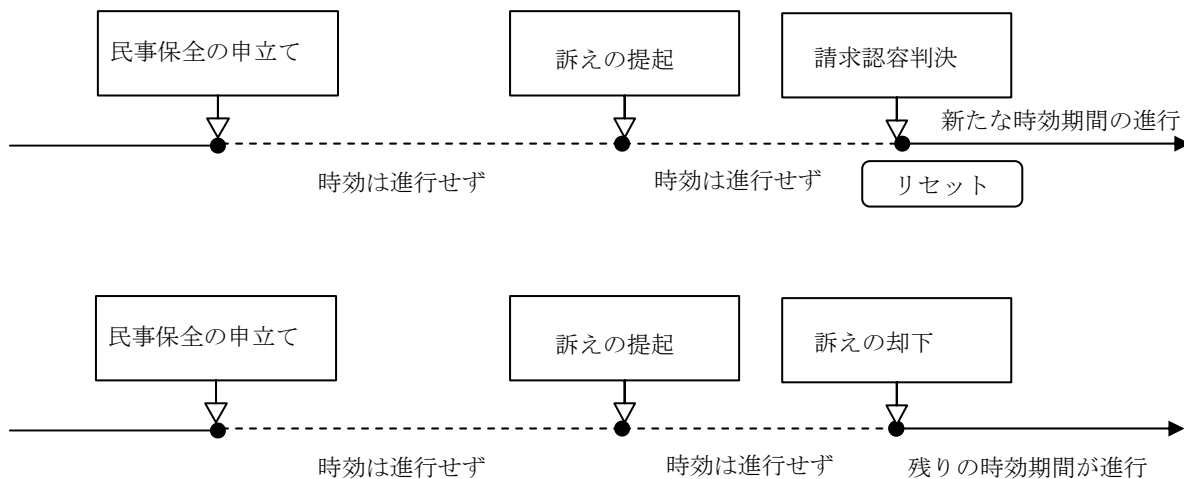 民事保全の申立て
訴えの提起
請求認容判決
新たな時効期間の進行
時効は進行せず
時効は進行せず
リセット
民事保全の申立て
訴えの提起
訴えの却下
時効は進行せず
時効は進行せず
残りの時効期間が進行